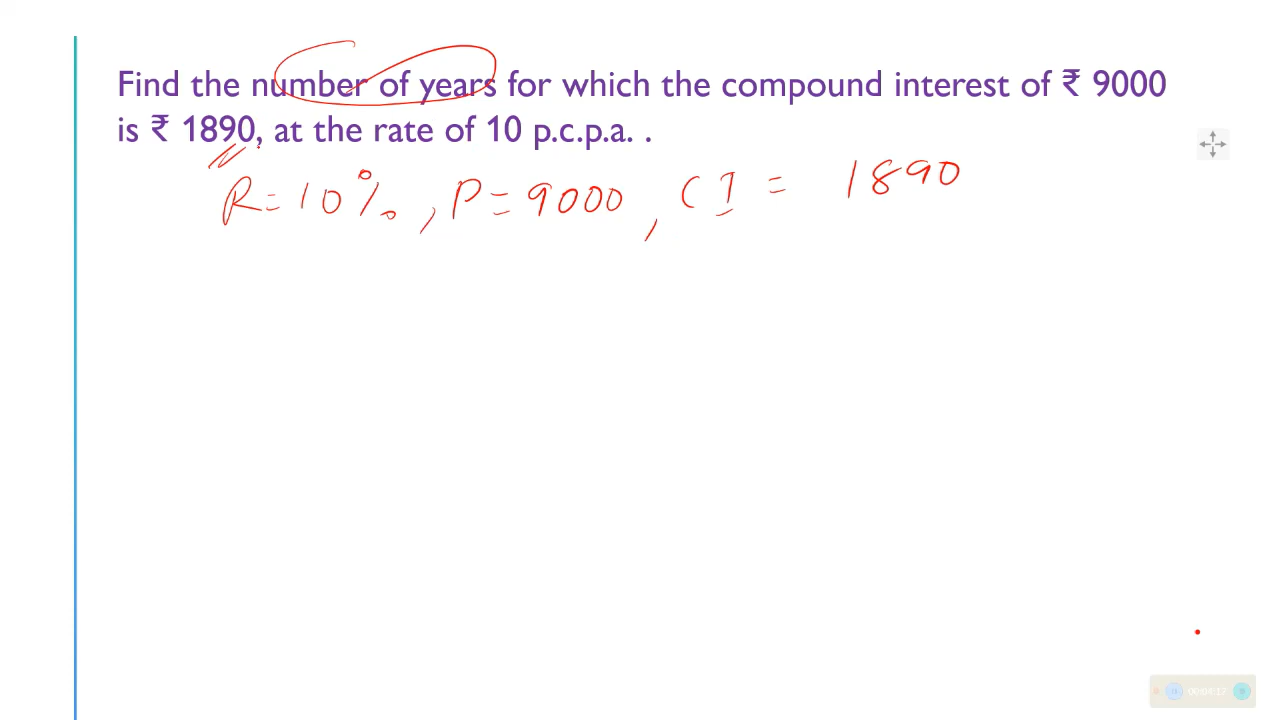 Find the number of years for which the compound interest of ₹ 9000
is ₹ 1890, at the rate of 10 p.c.p.a. .
R = 10%, P = 9000, CI = 1890